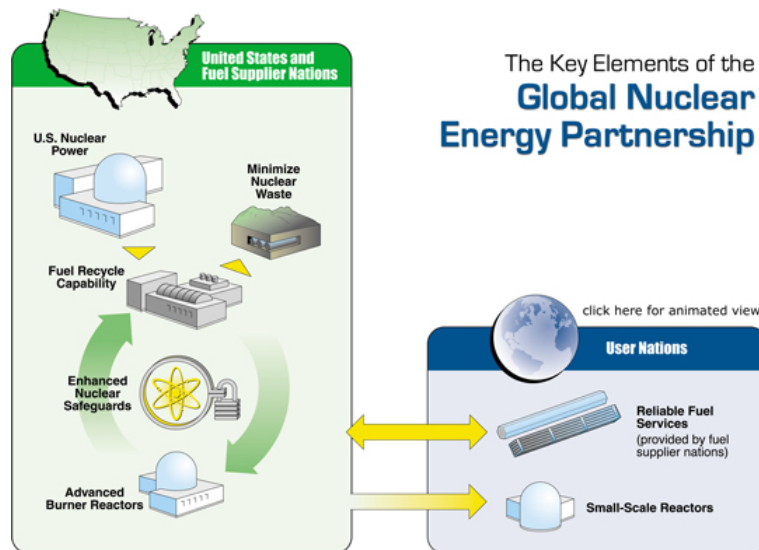 United States and
Fuel Supplier Nations
The Key Elements of the
Global Nuclear
Energy Partnership
U.S. Nuclear
Power
Minimize
Nuclear
Waste
Fuel Recycle
Capability
Enhanced
Nuclear
Safeguards
Advanced
Burner Reactors
click here for animated view
User Nations
Reliable Fuel
Services
(provided by fuel
supplier nations)
Small-Scale Reactors